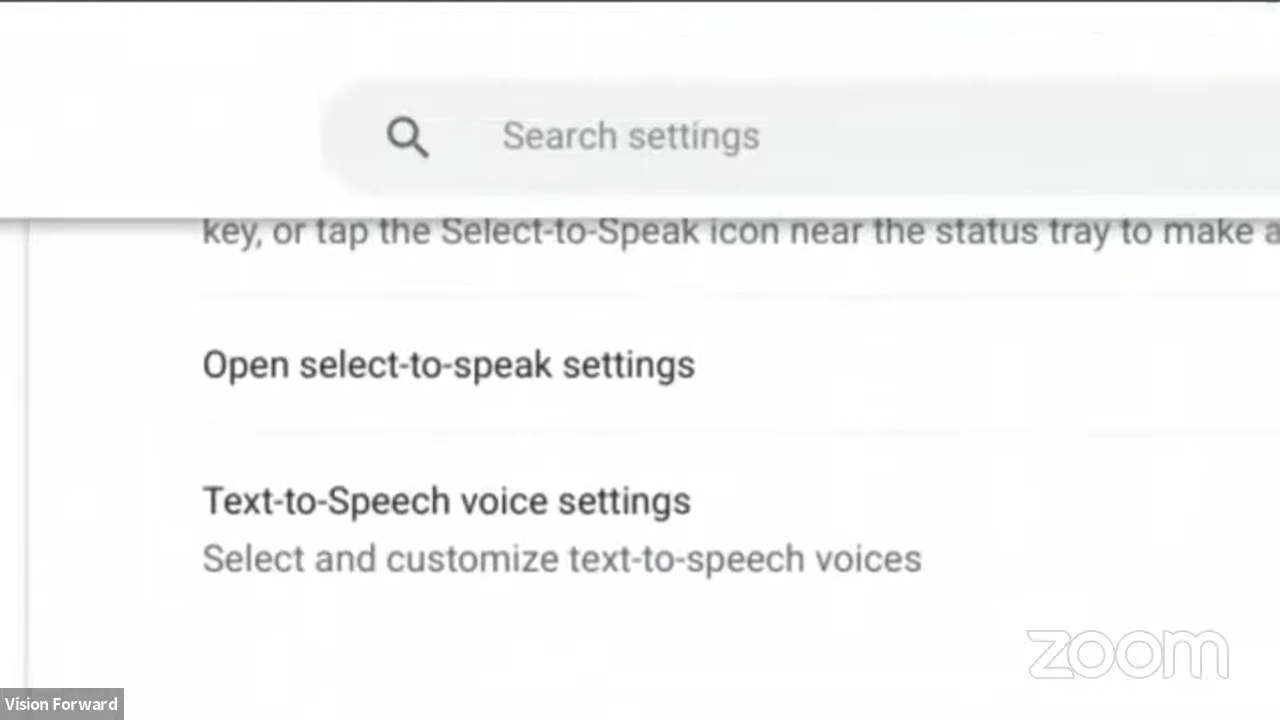 Search settings
key, or tap the Select-to-Speak icon near the status tray to make a
Open select-to-speak settings
Text-to-Speech voice settings
Select and customize text-to-speech voices
zoom
Vision Forward